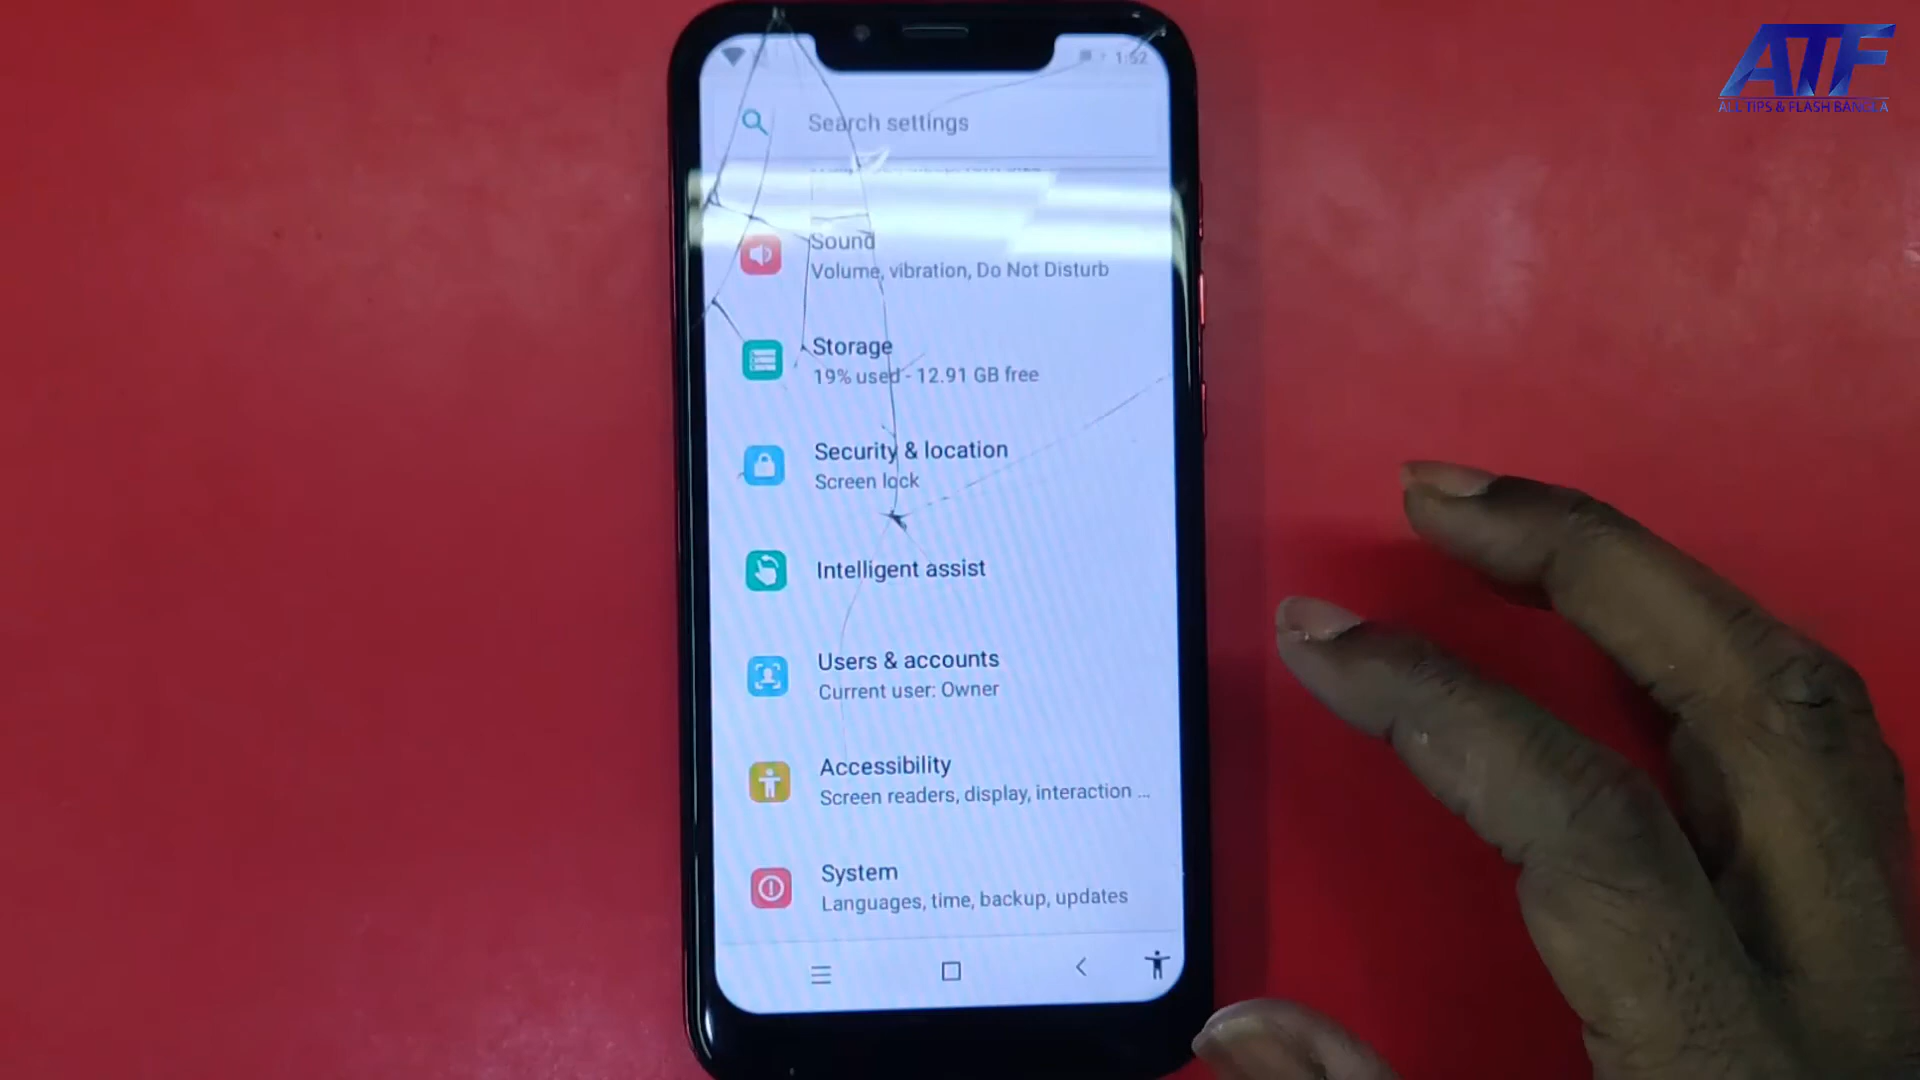 ATF
ALL TIPS & FLASH BANGLA
1:52
Search settings
Sound
Volume, vibration, Do Not Disturb
Storage
19% used - 12.91 GB free
Security & location
Screen lock
Intelligent assist
Users & accounts
Current user: Owner
Accessibility
Screen readers, display, interaction ...
System
Languages, time, backup, updates